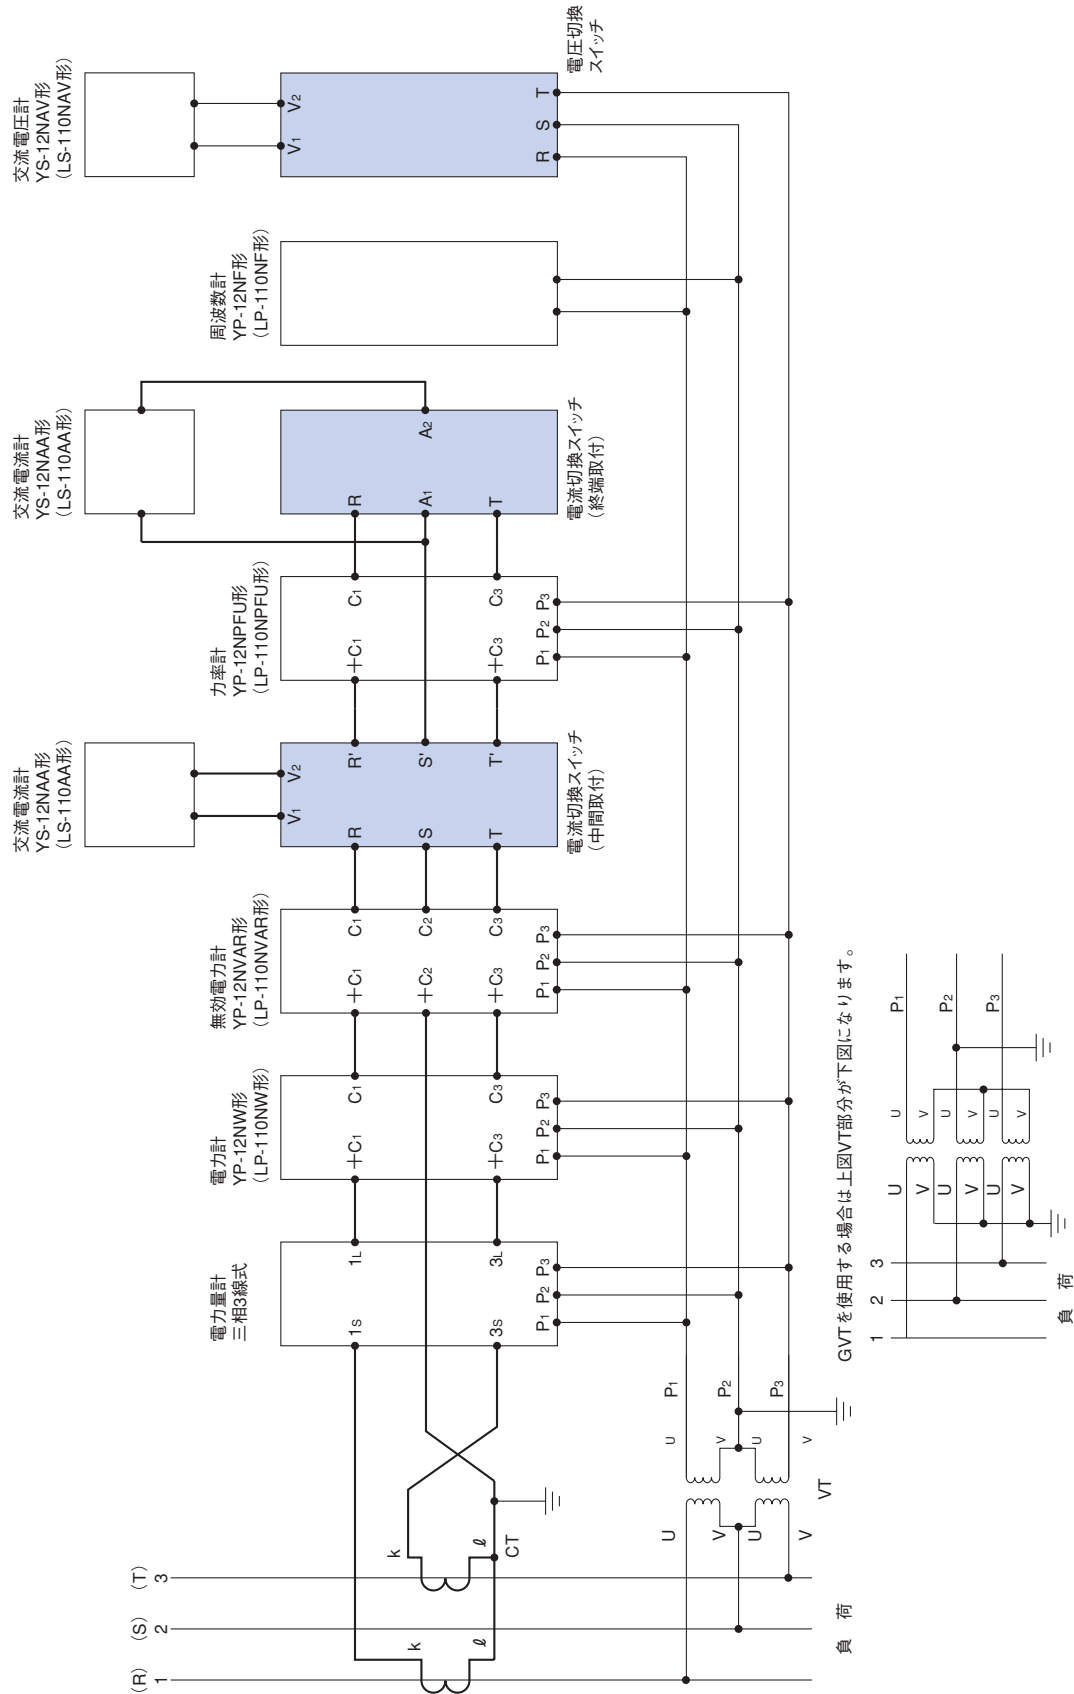 (R)
1
(S)
2
(T)
3
k
ℓ
k
ℓ
CT
負 荷
U
V
U
V
VT
U
V
U
V
P1
P2
P3
電力量計
三相3線式
1S
1L
3S
3L
P1 P2 P3
電力計
YP-12NW形
(LP-110NW形)
+C1
C1
+C3
C3
P1 P2 P3
無効電力計
YP-12NVAR形
(LP-110NVAR形)
+C1
C1
+C2
C2
+C3
C3
P1 P2 P3
交流電流計
YS-12NAA形
(LS-110AA形)
V1 V2
R
R'
S
S'
T
T'
電流切換スイッチ
(中間取付)
力率計
YP-12NPFU形
(LP-110NPFU形)
+C1
C1
+C3
C3
P1 P2 P3
交流電流計
YS-12NAA形
(LS-110AA形)
R
A1
A2
T
電流切換スイッチ
(終端取付)
周波数計
YP-12NF形
(LP-110NF形)
交流電圧計
YS-12NAV形
(LS-110NAV形)
V1 V2
R S T
電圧切換
スイッチ
GVTを使用する場合は上図VT部分が下図になります。
1
2
3
負 荷
U
V
U
V
U
V
U
V
U
V
U
V
P1
P2
P3